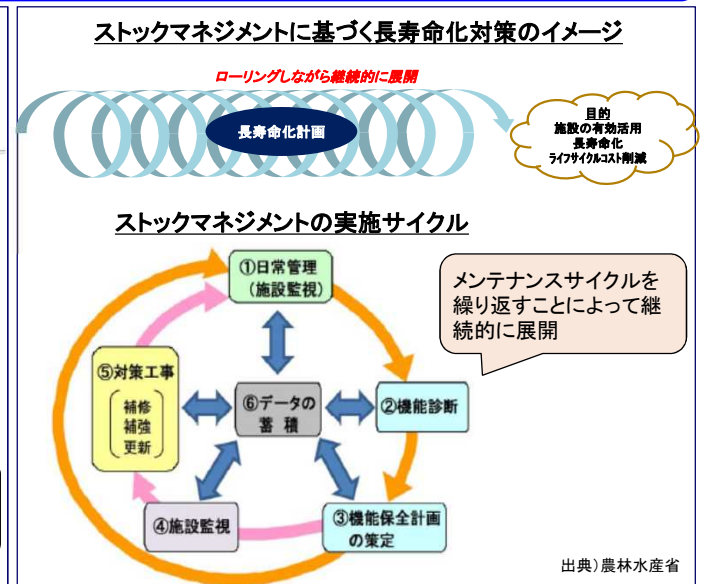 ストックマネジメントに基づく長寿命化対策のイメージ
ローリングしながら継続的に展開
長寿命化計画
目的
施設の有効活用
長寿命化
ライフサイクルコスト削減
ストックマネジメントの実施サイクル
①日常管理
（施設監視）
メンテナンスサイクルを
繰り返すことによって継
続的に展開
⑤対策工事
補修
補強
更新
⑥データの
蓄 積
②機能診断
④施設監視
③機能保全計画
の策定
出典）農林水産省